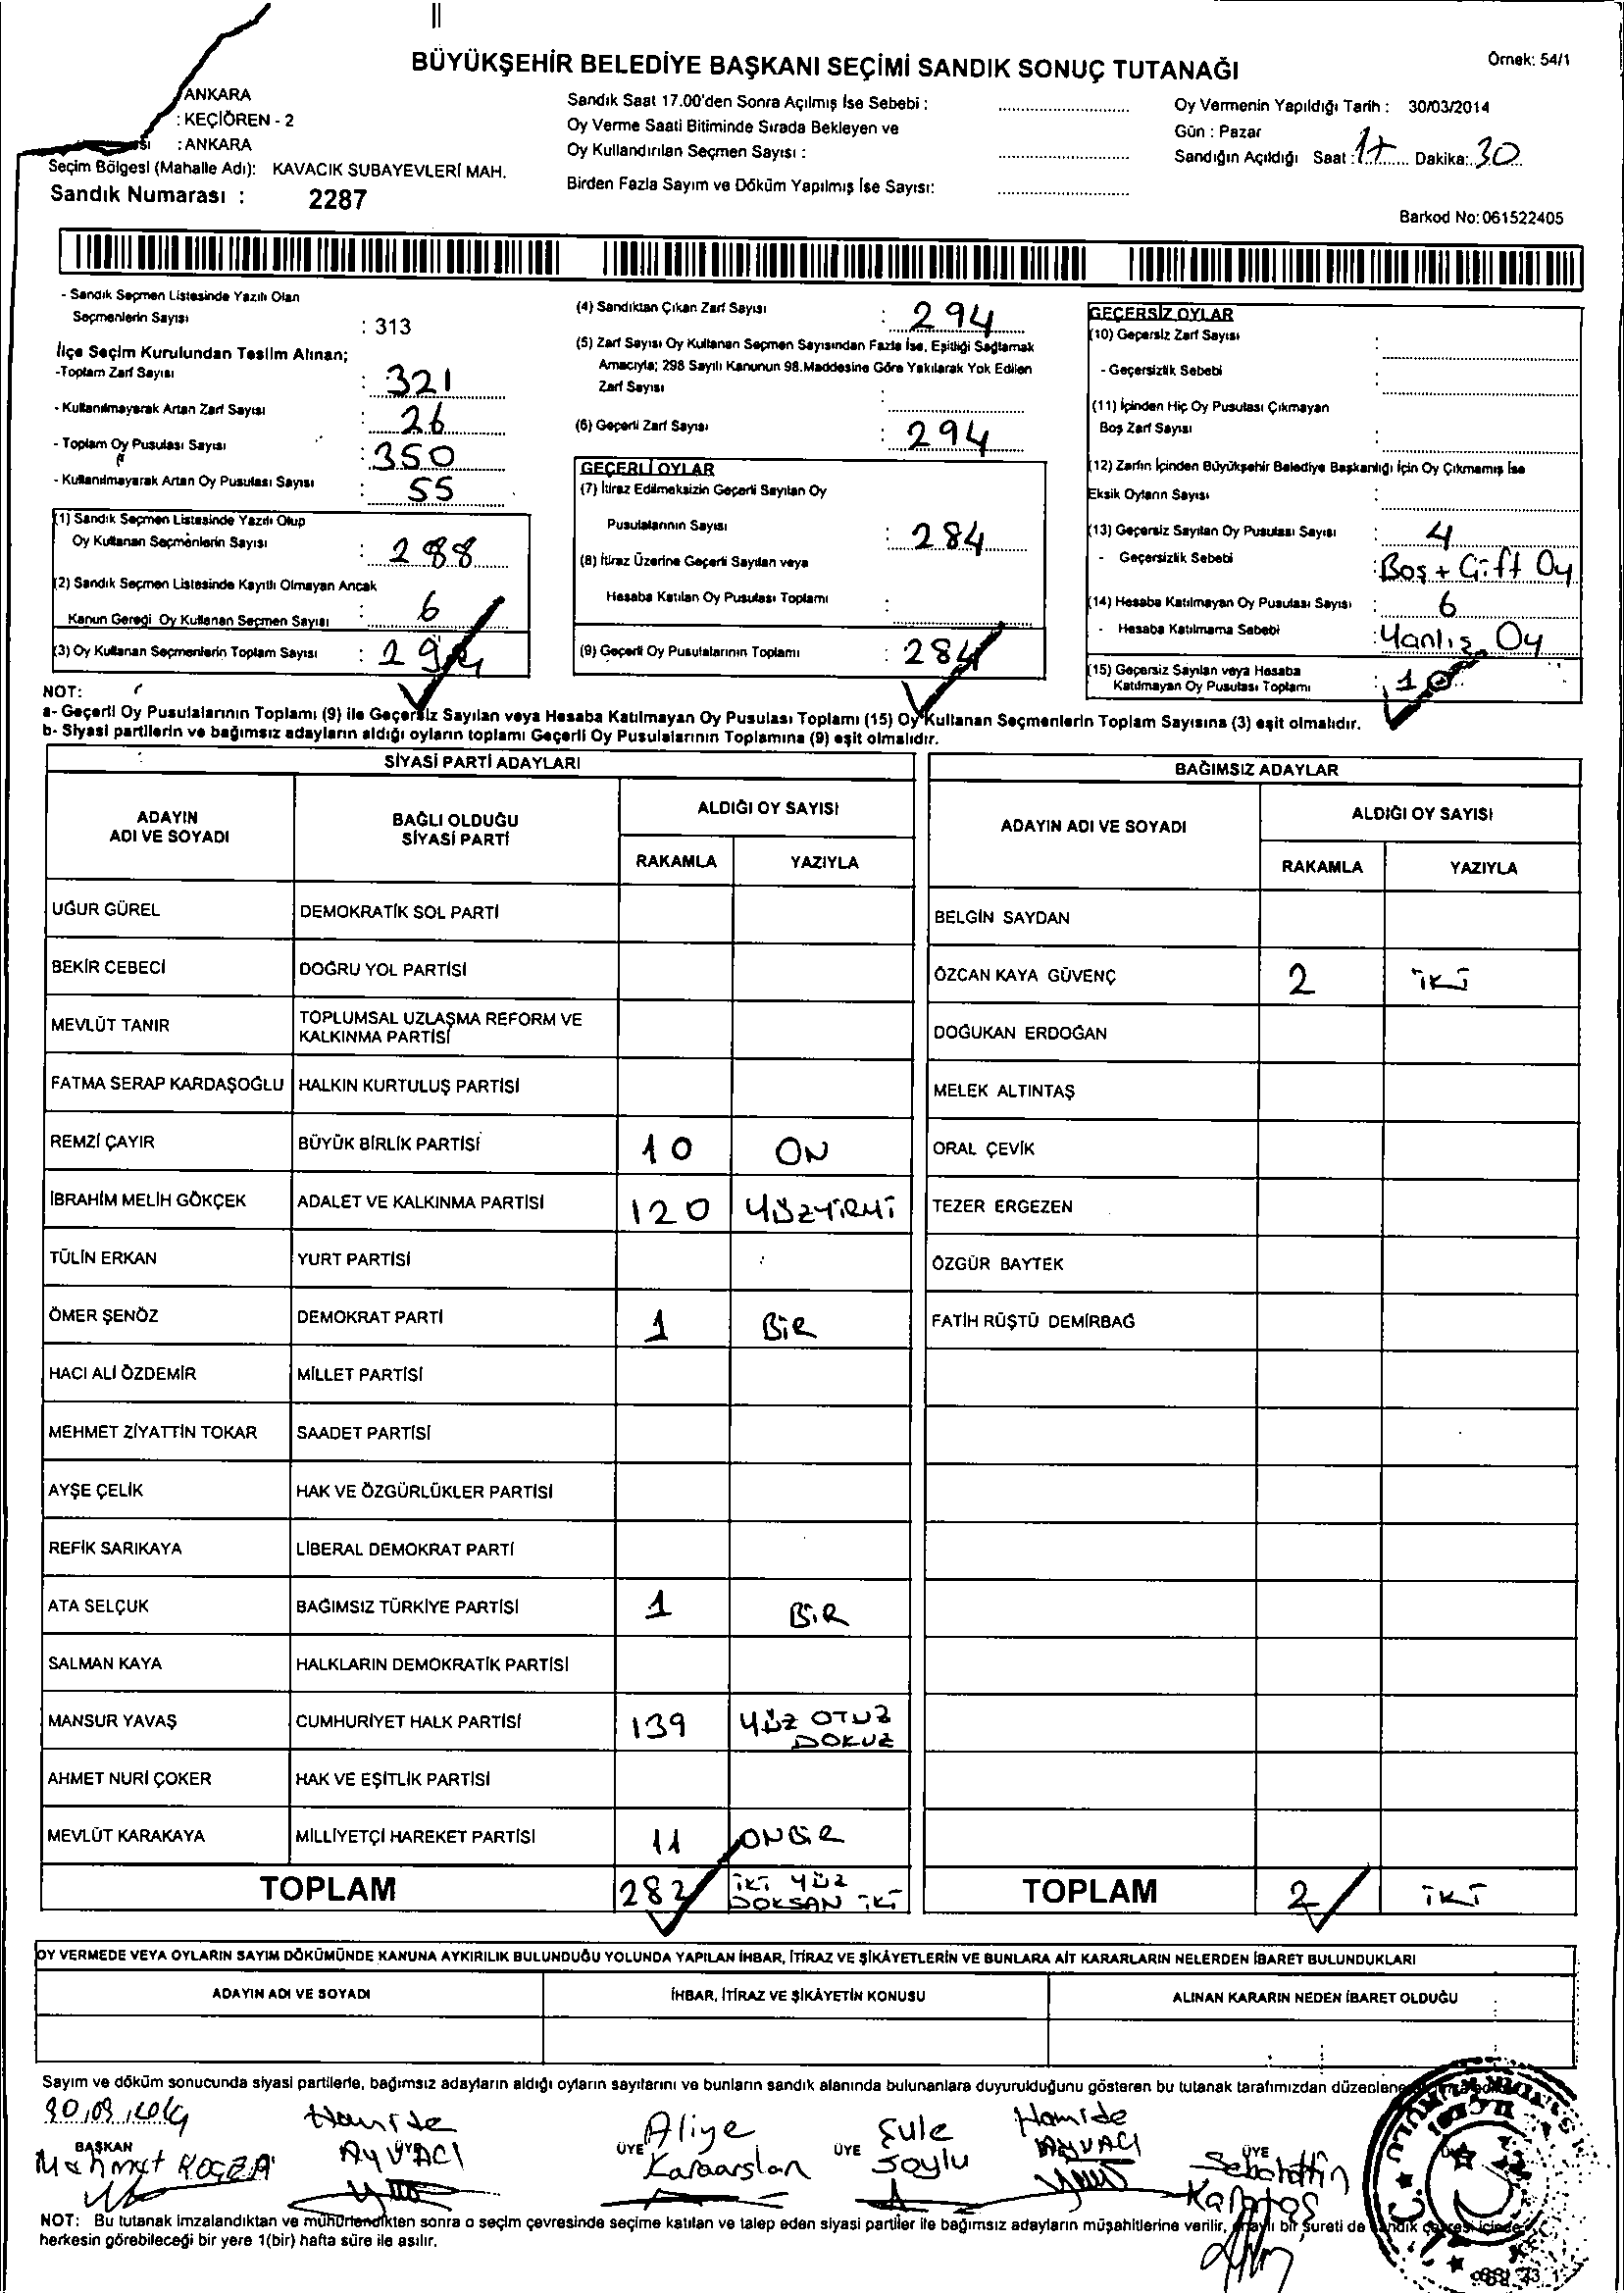 BÜYÜKŞEHİR BELEDİYE BAŞKANI SEÇİMİ SANDIK SONUÇ TUTANAĞI
Örnek: 54/1
ANKARA
: KEÇİÖREN - 2
: ANKARA
Seçim Bölgesi (Mahalle Adı): KAVACIK SUBAYEVLERİ MAH.
Sandık Numarası : 2287
Sandık Saat 17.00'den Sonra Açılmış İse Sebebi :
Oy Verme Saati Bitiminde Sırada Bekleyen ve
Oy Kullandırılan Seçmen Sayısı :
Birden Fazla Sayım ve Döküm Yapılmış İse Sayısı:
Oy Vermenin Yapıldığı Tarih : 30/03/2014
Gün : Pazar
Sandığın Açıldığı Saat : 17 Dakika: 30
Barkod No: 061522405
- Sandık Seçmen Listesinde Yazılı Olan
Seçmenlerin Sayısı : 313
İlçe Seçim Kurulundan Teslim Alınan;
-Toplam Zarf Sayısı : 321
- Kullanılmayarak Artan Zarf Sayısı : 26
- Toplam Oy Pusulası Sayısı : 350
- Kullanılmayarak Artan Oy Pusulası Sayısı : 55
(1) Sandık Seçmen Listesinde Yazılı Olup
Oy Kullanan Seçmenlerin Sayısı : 288
(2) Sandık Seçmen Listesinde Kayıtlı Olmayan Ancak
Kanun Gereği Oy Kullanan Seçmen Sayısı : 6
(3) Oy Kullanan Seçmenlerin Toplam Sayısı : 294
(4) Sandıktan Çıkan Zarf Sayısı : 294
(5) Zarf Sayısı Oy Kullanan Seçmen Sayısından Fazla İse, Eşitliği Sağlamak
Amacıyla; 298 Sayılı Kanunun 98.Maddesine Göre Yakılarak Yok Edilen
Zarf Sayısı :
(6) Geçerli Zarf Sayısı : 294
GEÇERLİ OYLAR
(7) İtiraz Edilmeksizin Geçerli Sayılan Oy
Pusulalarının Sayısı : 284
(8) İtiraz Üzerine Geçerli Sayılan veya
Hesaba Katılan Oy Pusulası Toplamı :
(9) Geçerli Oy Pusulalarının Toplamı : 284
GEÇERSİZ OYLAR
(10) Geçersiz Zarf Sayısı :
- Geçersizlik Sebebi :
(11) İçinden Hiç Oy Pusulası Çıkmayan
Boş Zarf Sayısı :
(12) Zarfın İçinden Büyükşehir Belediye Başkanlığı İçin Oy Çıkmamış İse
Eksik Oyların Sayısı :
(13) Geçersiz Sayılan Oy Pusulası Sayısı : 4
- Geçersizlik Sebebi : Boş + Çift Oy
(14) Hesaba Katılmayan Oy Pusulası Sayısı : 6
- Hesaba Katılmama Sebebi : Yanlış Oy
(15) Geçersiz Sayılan veya Hesaba
Katılmayan Oy Pusulası Toplamı : 10
NOT:
a- Geçerli Oy Pusulalarının Toplamı (9) ile Geçersiz Sayılan veya Hesaba Katılmayan Oy Pusulası Toplamı (15) Oy Kullanan Seçmenlerin Toplam Sayısına (3) eşit olmalıdır.
b- Siyasi partilerin ve bağımsız adayların aldığı oyların toplamı Geçerli Oy Pusulalarının Toplamına (9) eşit olmalıdır.
SİYASİ PARTİ ADAYLARI
ADAYIN ADI VE SOYADI BAĞLI OLDUĞU SİYASİ PARTİ ALDIĞI OY SAYISI
RAKAMLA YAZIYLA
UĞUR GÜREL DEMOKRATİK SOL PARTİ
BEKİR CEBECİ DOĞRU YOL PARTİSİ
MEVLÜT TANIR TOPLUMSAL UZLAŞMA REFORM VE KALKINMA PARTİSİ
FATMA SERAP KARDAŞOĞLU HALKIN KURTULUŞ PARTİSİ
REMZİ ÇAYIR BÜYÜK BİRLİK PARTİSİ 10 ON
İBRAHİM MELİH GÖKÇEK ADALET VE KALKINMA PARTİSİ 120 YÜZYİRMİ
TÜLİN ERKAN YURT PARTİSİ
ÖMER ŞENÖZ DEMOKRAT PARTİ 1 BİR
HACI ALİ ÖZDEMİR MİLLET PARTİSİ
MEHMET ZİYATTİN TOKAR SAADET PARTİSİ
AYŞE ÇELİK HAK VE ÖZGÜRLÜKLER PARTİSİ
REFİK SARIKAYA LİBERAL DEMOKRAT PARTİ
ATA SELÇUK BAĞIMSIZ TÜRKİYE PARTİSİ 1 BİR
SALMAN KAYA HALKLARIN DEMOKRATİK PARTİSİ
MANSUR YAVAŞ CUMHURİYET HALK PARTİSİ 139 YÜZ OTUZ DOKUZ
AHMET NURİ ÇOKER HAK VE EŞİTLİK PARTİSİ
MEVLÜT KARAKAYA MİLLİYETÇİ HAREKET PARTİSİ 11 ONBİR
TOPLAM 282 İKİ YÜZ DOKSAN İKİ
BAĞIMSIZ ADAYLAR
ADAYIN ADI VE SOYADI ALDIĞI OY SAYISI
RAKAMLA YAZIYLA
BELGİN SAYDAN
ÖZCAN KAYA GÜVENÇ 2 İKİ
DOĞUKAN ERDOĞAN
MELEK ALTINTAŞ
ORAL ÇEVİK
TEZER ERGEZEN
ÖZGÜR BAYTEK
FATİH RÜŞTÜ DEMİRBAĞ
TOPLAM 2 İKİ
OY VERMEDE VEYA OYLARIN SAYIM DÖKÜMÜNDE KANUNA AYKIRILIK BULUNDUĞU YOLUNDA YAPILAN İHBAR, İTİRAZ VE ŞİKÂYETLERİN VE BUNLARA AİT KARARLARIN NELERDEN İBARET BULUNDUKLARI
ADAYIN ADI VE SOYADI İHBAR, İTİRAZ VE ŞİKÂYETİN KONUSU ALINAN KARARIN NEDEN İBARET OLDUĞU
Sayım ve döküm sonucunda siyasi partilerle, bağımsız adayların aldığı oyların sayılarını ve bunların sandık alanında bulunanlara duyurulduğunu gösteren bu tutanak tarafımızdan
BAŞKAN ÜYE ÜYE ÜYE ÜYE
Hamide AYVACI
Aliye Karaarslan
Şule Soylu
Hamide AYVACI
NOT: Bu tutanak imzalandıktan ve mühürlendikten sonra o seçim çevresinde seçime katılan ve talep eden siyasi partiler ile bağımsız adayların müşahitlerine verilir, onaylı bir sureti de sandık çevresi içinde
herkesin görebileceği bir yere 1(bir) hafta süre ile asılır.